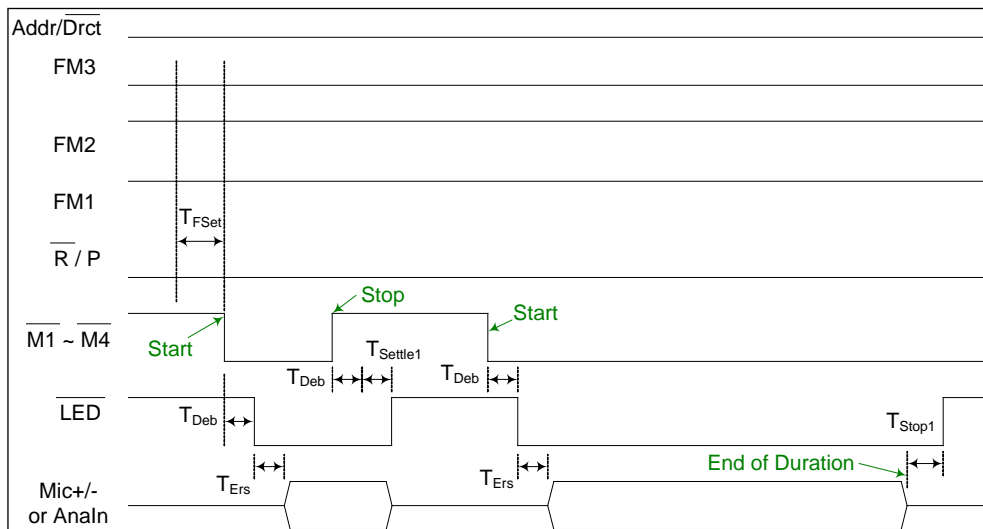 Addr/Drct
FM3
FM2
FM1
TFSet
R / P
Stop
M1 ~ M4
Start
Start
TSettle1
TDeb
TDeb
LED
TDeb
TStop1
End of Duration
TErs
TErs
Mic+/-
or AnaIn